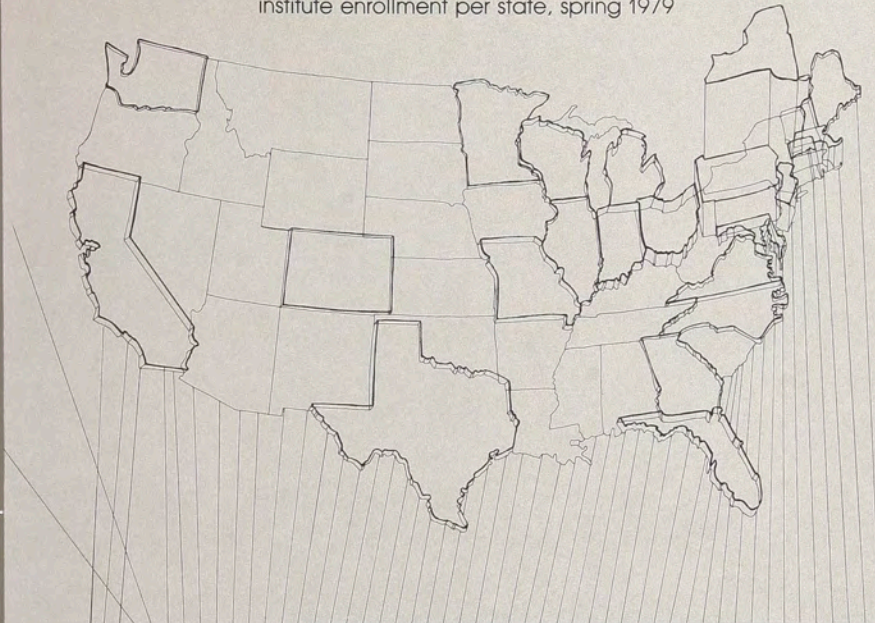 institute enrollment per state, spring 1979